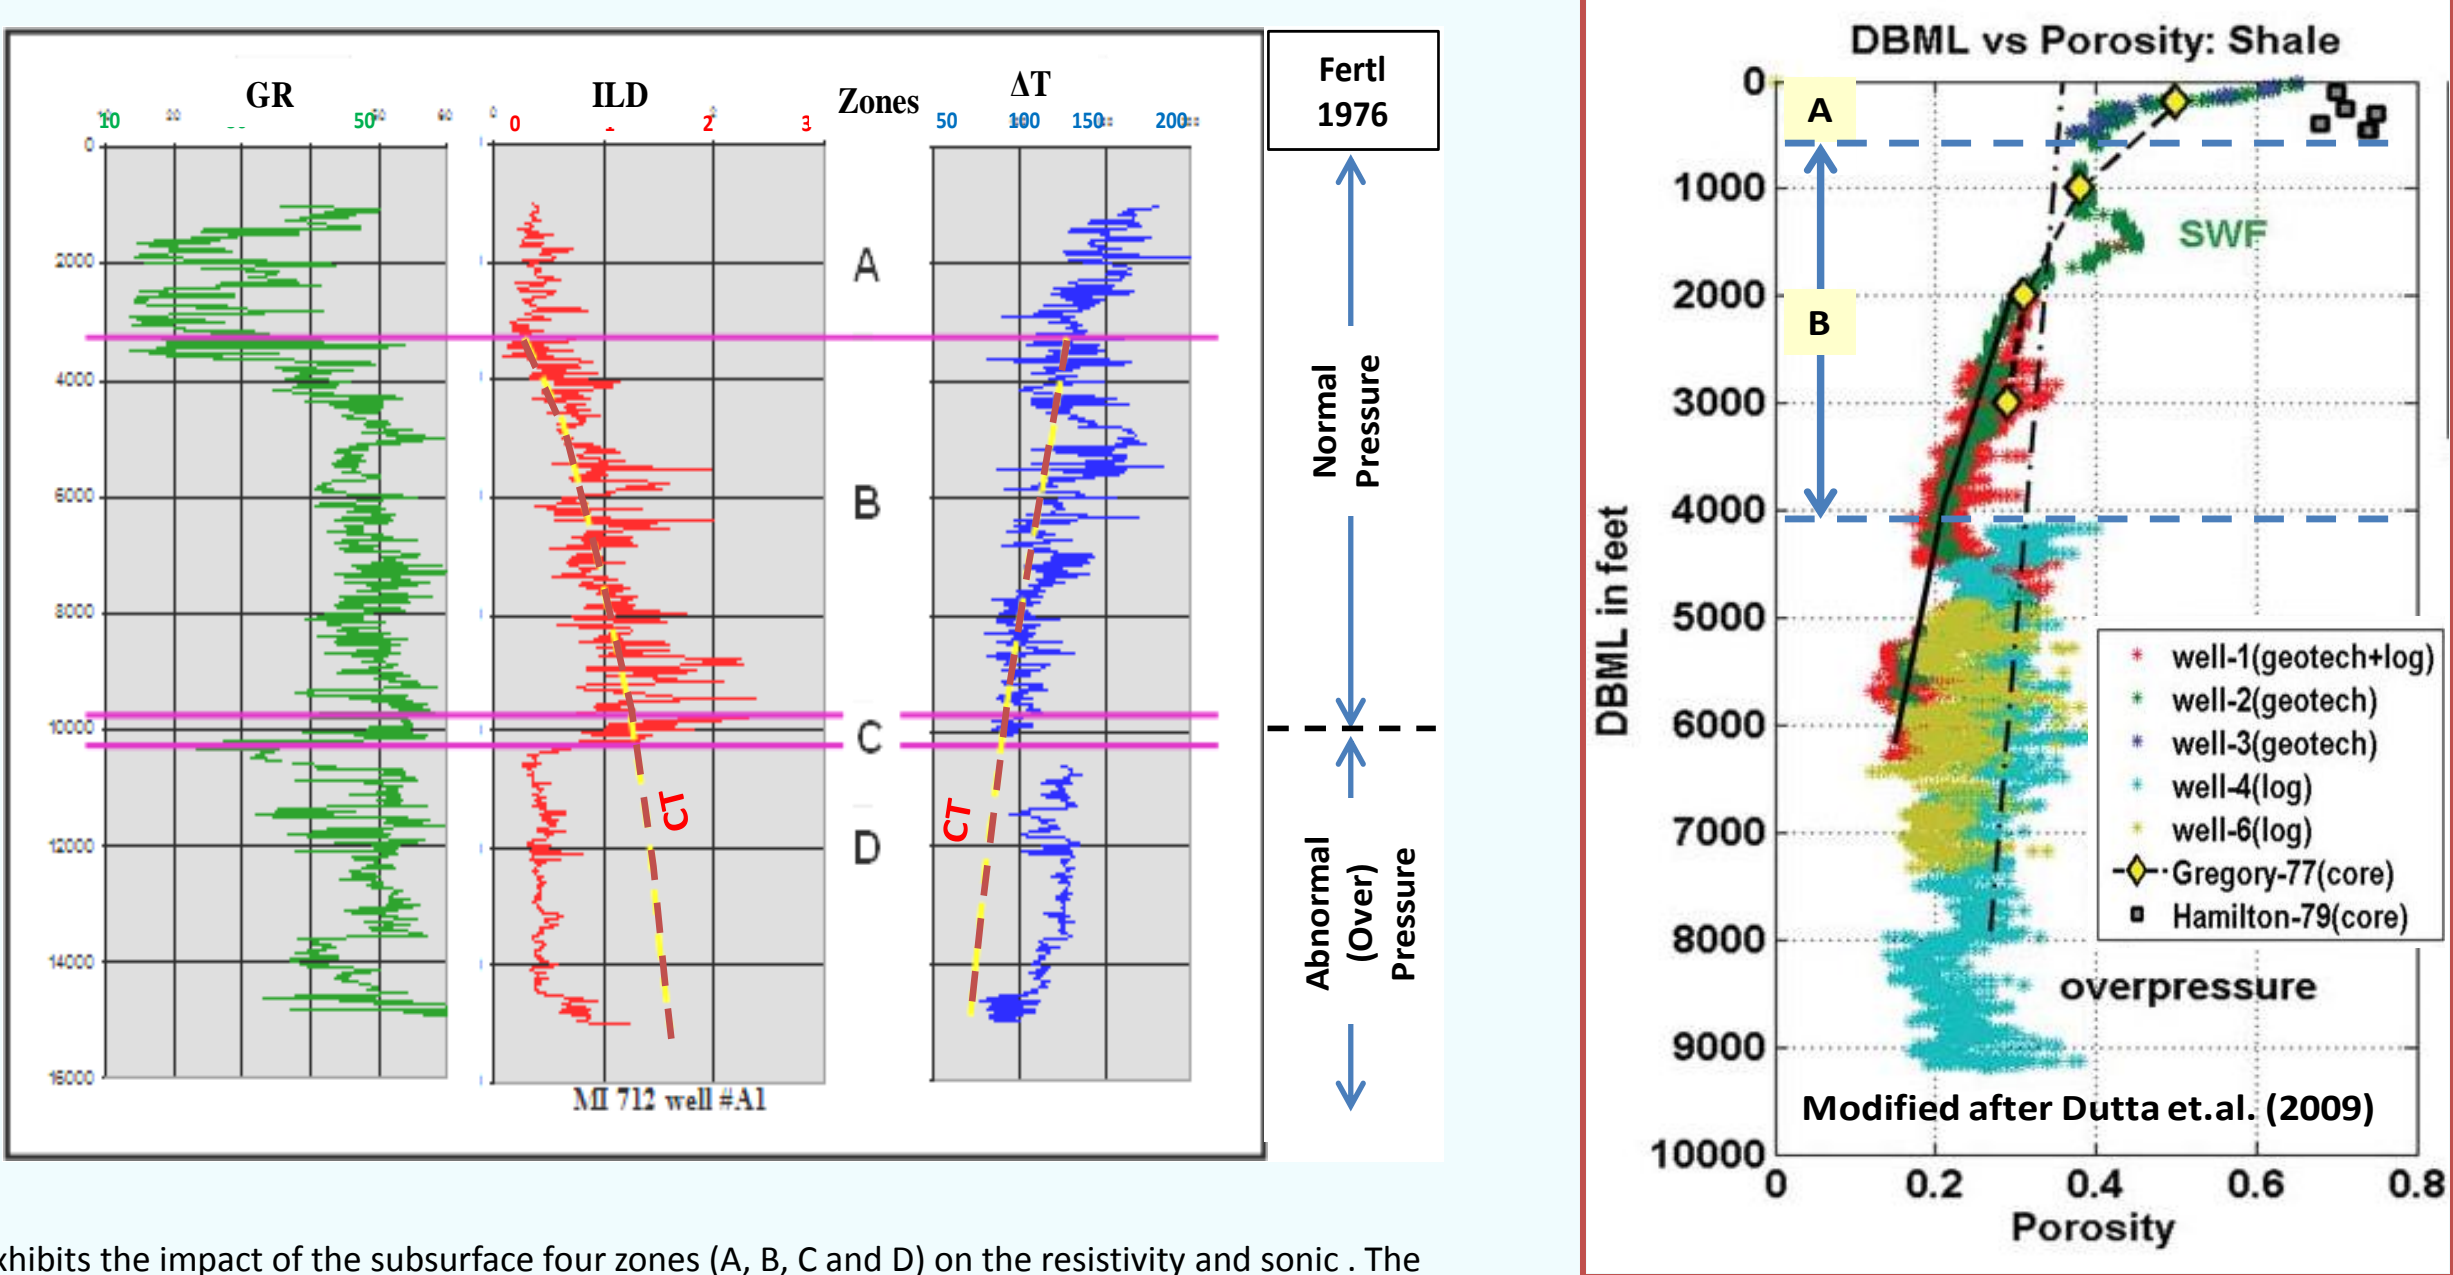 GR
ILD
Zones
ΔT
Fertl
1976
10
20
50
60
0
0
1
2
3
50
100
150
200
0
2000
4000
6000
8000
10000
12000
14000
16000
A
B
C
D
CT
CT
MI 712 well #A1
Normal
Pressure
Abnormal
(Over)
Pressure
xhibits the impact of the subsurface four zones (A, B, C and D) on the resistivity and sonic . The
DBML vs Porosity: Shale
A
B
SWF
DBML in feet
0
1000
2000
3000
4000
5000
6000
7000
8000
9000
10000
well-1(geotech+log)
well-2(geotech)
well-3(geotech)
well-4(log)
well-6(log)
Gregory-77(core)
Hamilton-79(core)
overpressure
Modified after Dutta et.al. (2009)
0
0.2
0.4
0.6
0.8
Porosity